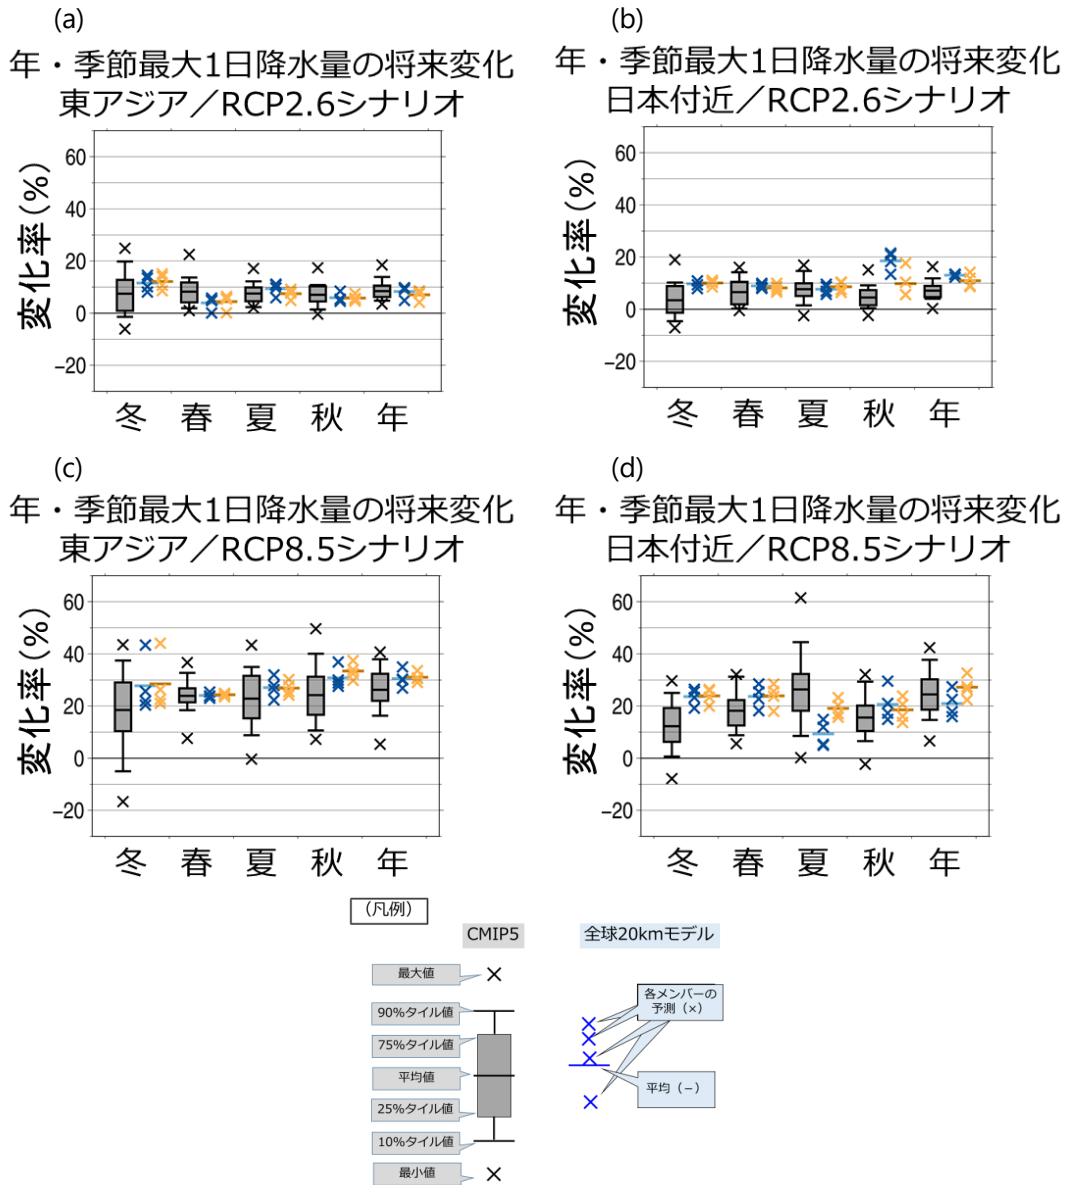 (a)
年・季節最大1日降水量の将来変化
東アジア／RCP2.6シナリオ
変化率(%)
60
40
20
0
−20
冬 春 夏 秋 年
(b)
年・季節最大1日降水量の将来変化
日本付近／RCP2.6シナリオ
変化率(%)
60
40
20
0
−20
冬 春 夏 秋 年
(c)
年・季節最大1日降水量の将来変化
東アジア／RCP8.5シナリオ
変化率(%)
60
40
20
0
−20
冬 春 夏 秋 年
(d)
年・季節最大1日降水量の将来変化
日本付近／RCP8.5シナリオ
変化率(%)
60
40
20
0
−20
冬 春 夏 秋 年
（凡例）
CMIP5
最大値
90%タイル値
75%タイル値
平均値
25%タイル値
10%タイル値
最小値
全球20kmモデル
各メンバーの
予測（×）
平均（−）